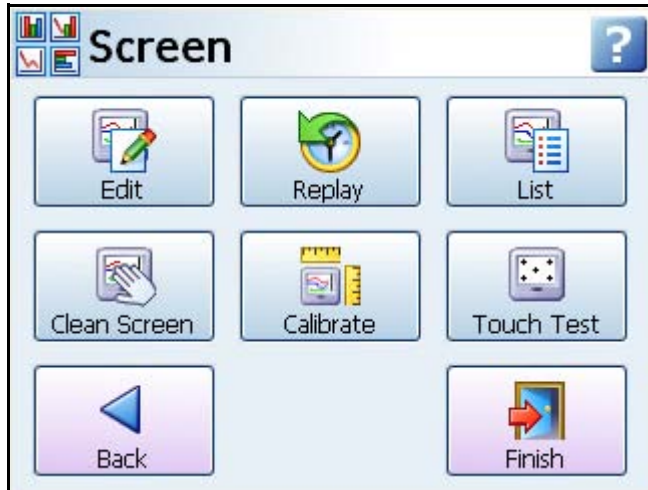 Screen ?
Edit Replay List
Clean Screen Calibrate Touch Test
Back Finish